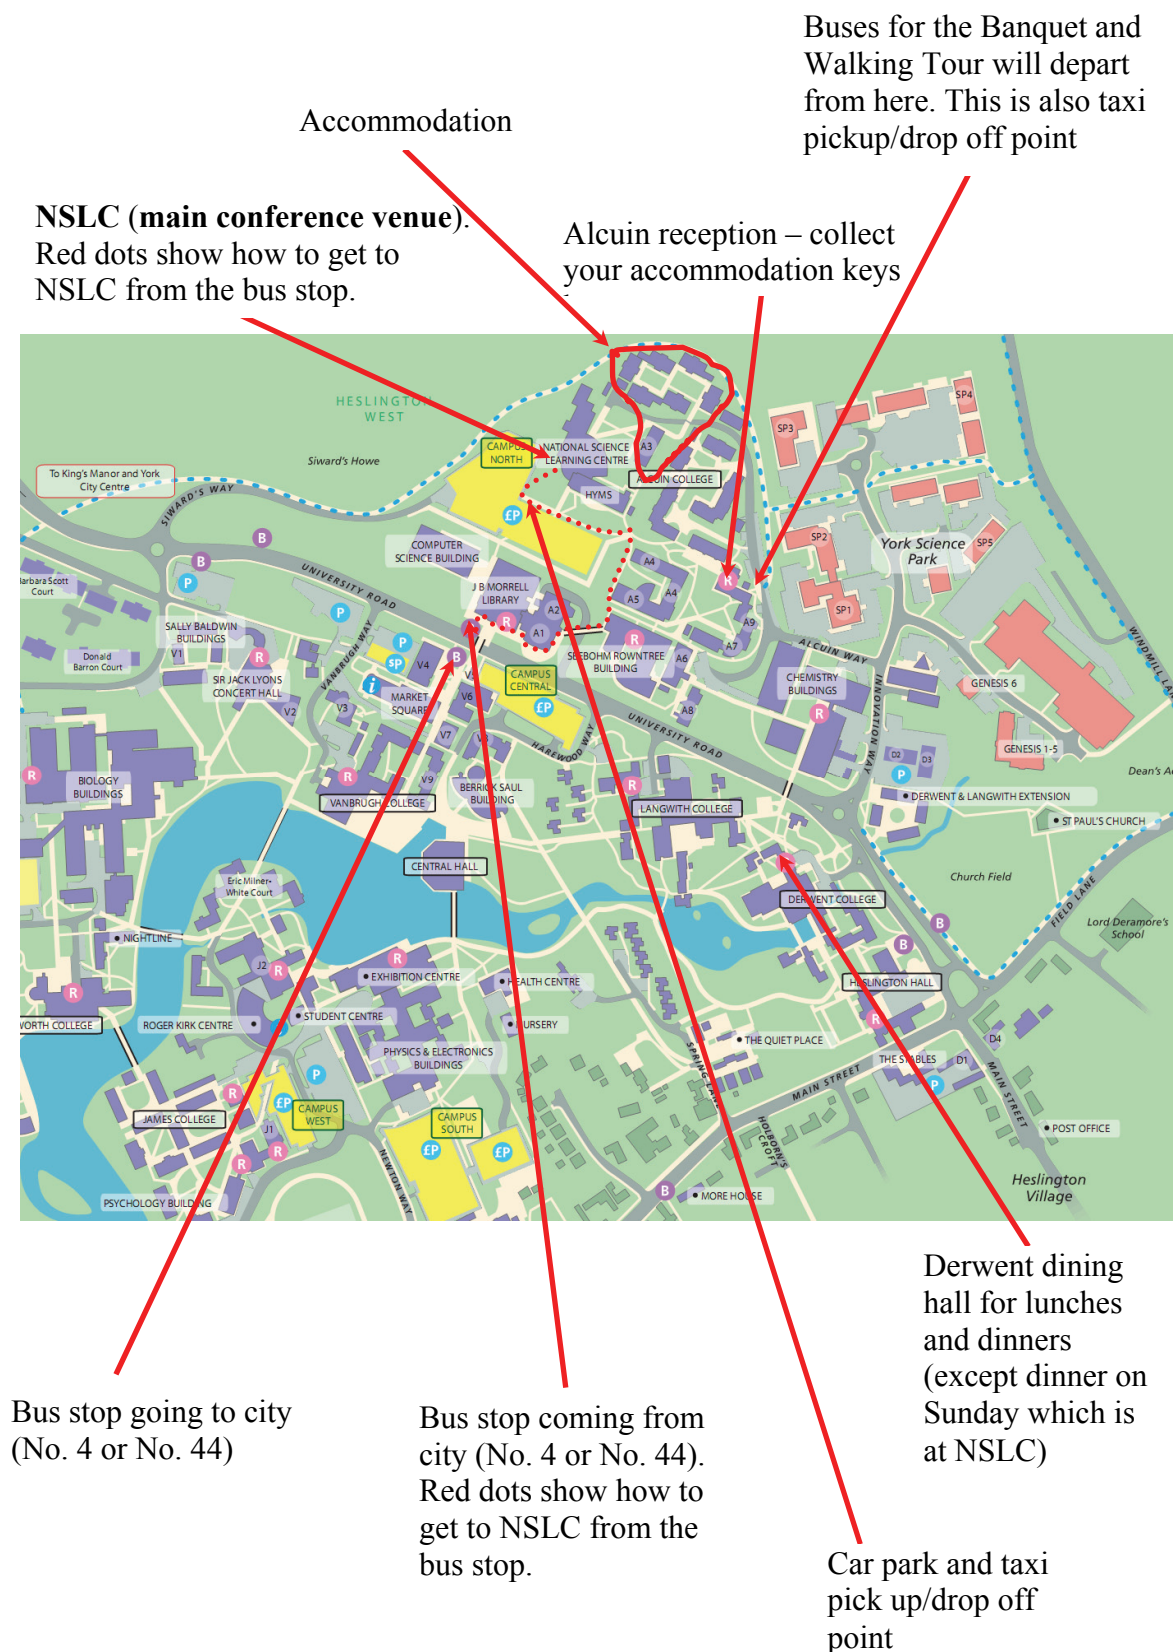 Buses for the Banquet and
Walking Tour will depart
from here. This is also taxi
pickup/drop off point
Accommodation
NSLC (main conference venue).
Red dots show how to get to
NSLC from the bus stop.
Alcuin reception – collect
your accommodation keys
HESLINGTON
WEST
Siward's Howe
To King's Manor and York
City Centre
SIWARD'S WAY
CAMPUS
NORTH
NATIONAL SCIENCE
LEARNING CENTRE
A3
ALCUIN COLLEGE
HYMS
£P
SP3
SP4
SP2
SP5
SP1
York Science
Park
B
B
P
UNIVERSITY ROAD
COMPUTER
SCIENCE BUILDING
J B MORRELL
LIBRARY
R
A2
A1
A4
A5
A4
R
A9
A7
Barbara Scott
Court
P
SALLY BALDWIN
BUILDINGS
V1
R
Donald
Barron Court
SIR JACK LYONS
CONCERT HALL
V2
VANBRUGH WAY
P
SP
V4
i
MARKET
SQUARE
V3
B
V5
V6
V7
V8
V9
CAMPUS
CENTRAL
£P
HAREWOOD WAY
R
SEEBOHM ROWNTREE
BUILDING
A6
A8
UNIVERSITY ROAD
ALCUIN WAY
CHEMISTRY
BUILDINGS
R
INNOVATION WAY
WINDMILL LANE
GENESIS 6
GENESIS 1-5
D2
D3
P
DERWENT & LANGWITH EXTENSION
ST PAUL'S CHURCH
R
BIOLOGY
BUILDINGS
R
VANBRUGH COLLEGE
BERRICK SAUL
BUILDING
R
LANGWITH COLLEGE
CENTRAL HALL
Eric Milner-
White Court
DERWENT COLLEGE
Church Field
FIELD LANE
Lord Deramore's
School
B
B
NIGHTLINE
J2
R
R
EXHIBITION CENTRE
HEALTH CENTRE
HESLINGTON HALL
R
R
ROGER KIRK CENTRE
STUDENT CENTRE
NURSERY
THE QUIET PLACE
THE STABLES
D1
D4
P
PHYSICS & ELECTRONICS
BUILDINGS
SPRING LANE
MAIN STREET
MAIN STREET
P
R
£P
CAMPUS
WEST
JAMES COLLEGE
J1
R
R
CAMPUS
SOUTH
£P
£P
HOLBORN'S
CROFT
POST OFFICE
NEWTON WAY
B
MORE HOUSE
PSYCHOLOGY BUILDING
Heslington
Village
Derwent dining
hall for lunches
and dinners
(except dinner on
Sunday which is
at NSLC)
Bus stop going to city
(No. 4 or No. 44)
Bus stop coming from
city (No. 4 or No. 44).
Red dots show how to
get to NSLC from the
bus stop.
Car park and taxi
pick up/drop off
point